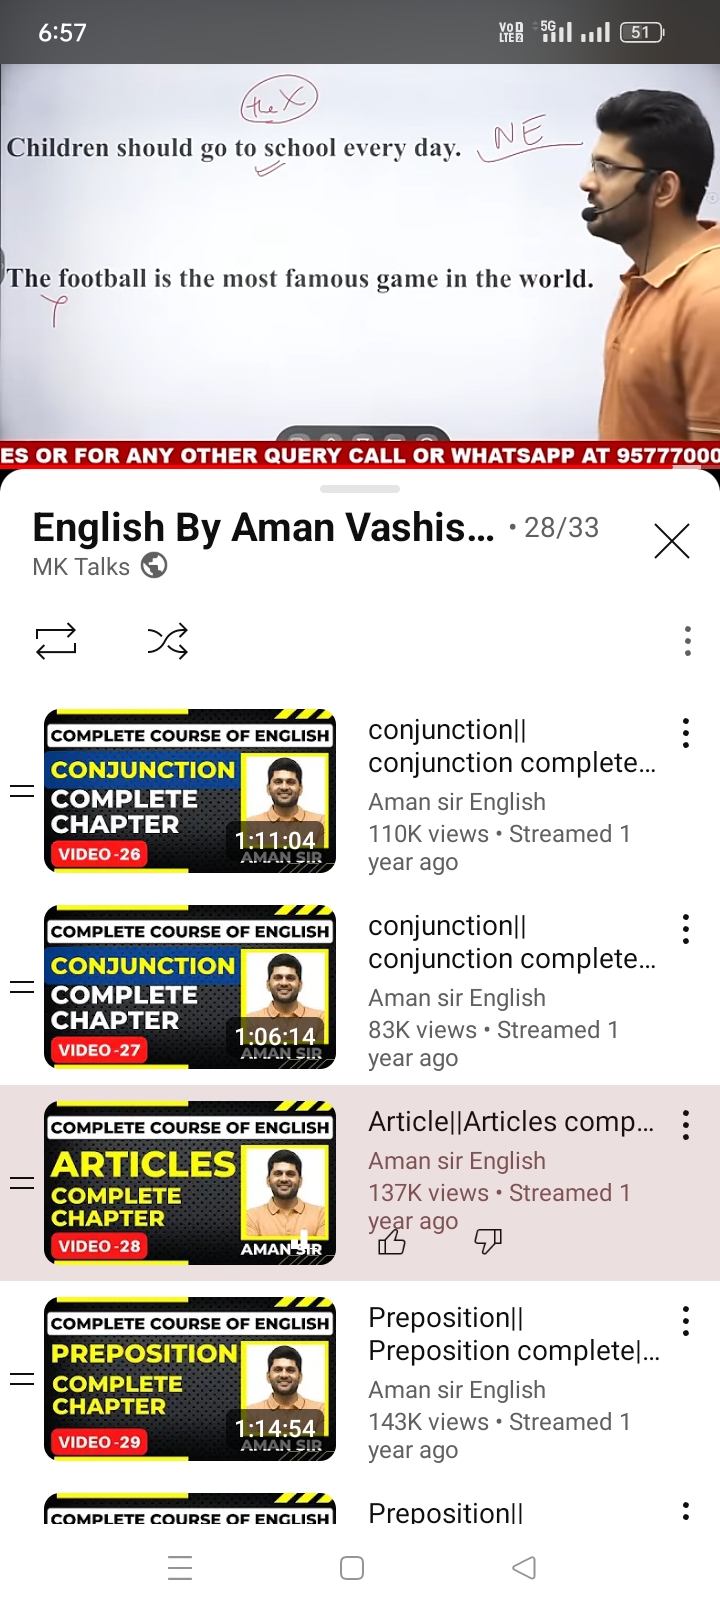 6:57
VoD
LTE2
5G
51
the X
Children should go to school every day.
NE
The football is the most famous game in the world.
ES OR FOR ANY OTHER QUERY CALL OR WHATSAPP AT 95777000
English By Aman Vashis... • 28/33
MK Talks
COMPLETE COURSE OF ENGLISH
CONJUNCTION
COMPLETE
CHAPTER
VIDEO -26
1:11:04
AMAN SIR
conjunction||
conjunction complete...
Aman sir English
110K views • Streamed 1
year ago
COMPLETE COURSE OF ENGLISH
CONJUNCTION
COMPLETE
CHAPTER
VIDEO -27
1:06:14
AMAN SIR
conjunction||
conjunction complete...
Aman sir English
83K views • Streamed 1
year ago
COMPLETE COURSE OF ENGLISH
ARTICLES
COMPLETE
CHAPTER
VIDEO -28
AMAN SIR
Article||Articles comp...
Aman sir English
137K views • Streamed 1
year ago
COMPLETE COURSE OF ENGLISH
PREPOSITION
COMPLETE
CHAPTER
VIDEO -29
1:14:54
AMAN SIR
Preposition||
Preposition complete|...
Aman sir English
143K views • Streamed 1
year ago
COMPLETE COURSE OF ENGLISH
Preposition||